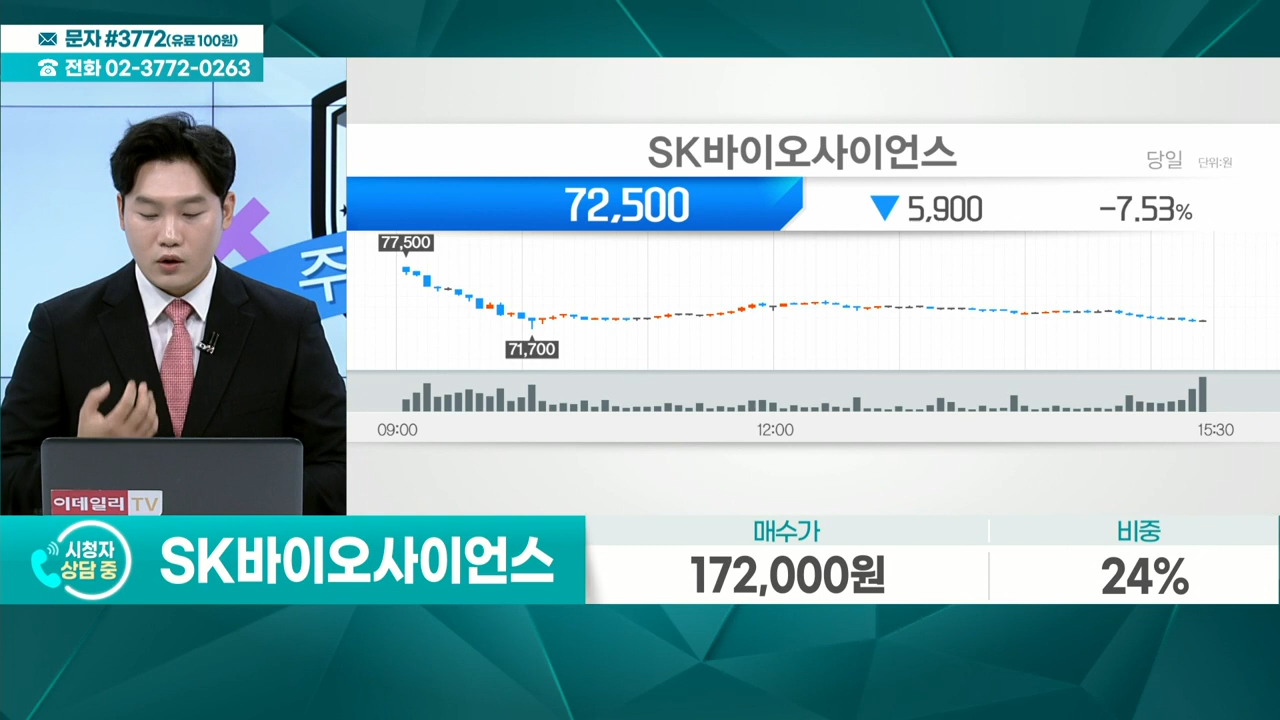 문자 #3772(유료 100원)
전화 02-3772-0263
주
SK바이오사이언스
당일 단위:원
72,500 ▼ 5,900 -7.53%
77,500
71,700
09:00 12:00 15:30
이데일리 TV
시청자
상담 중
SK바이오사이언스
매수가 비중
172,000원 24%